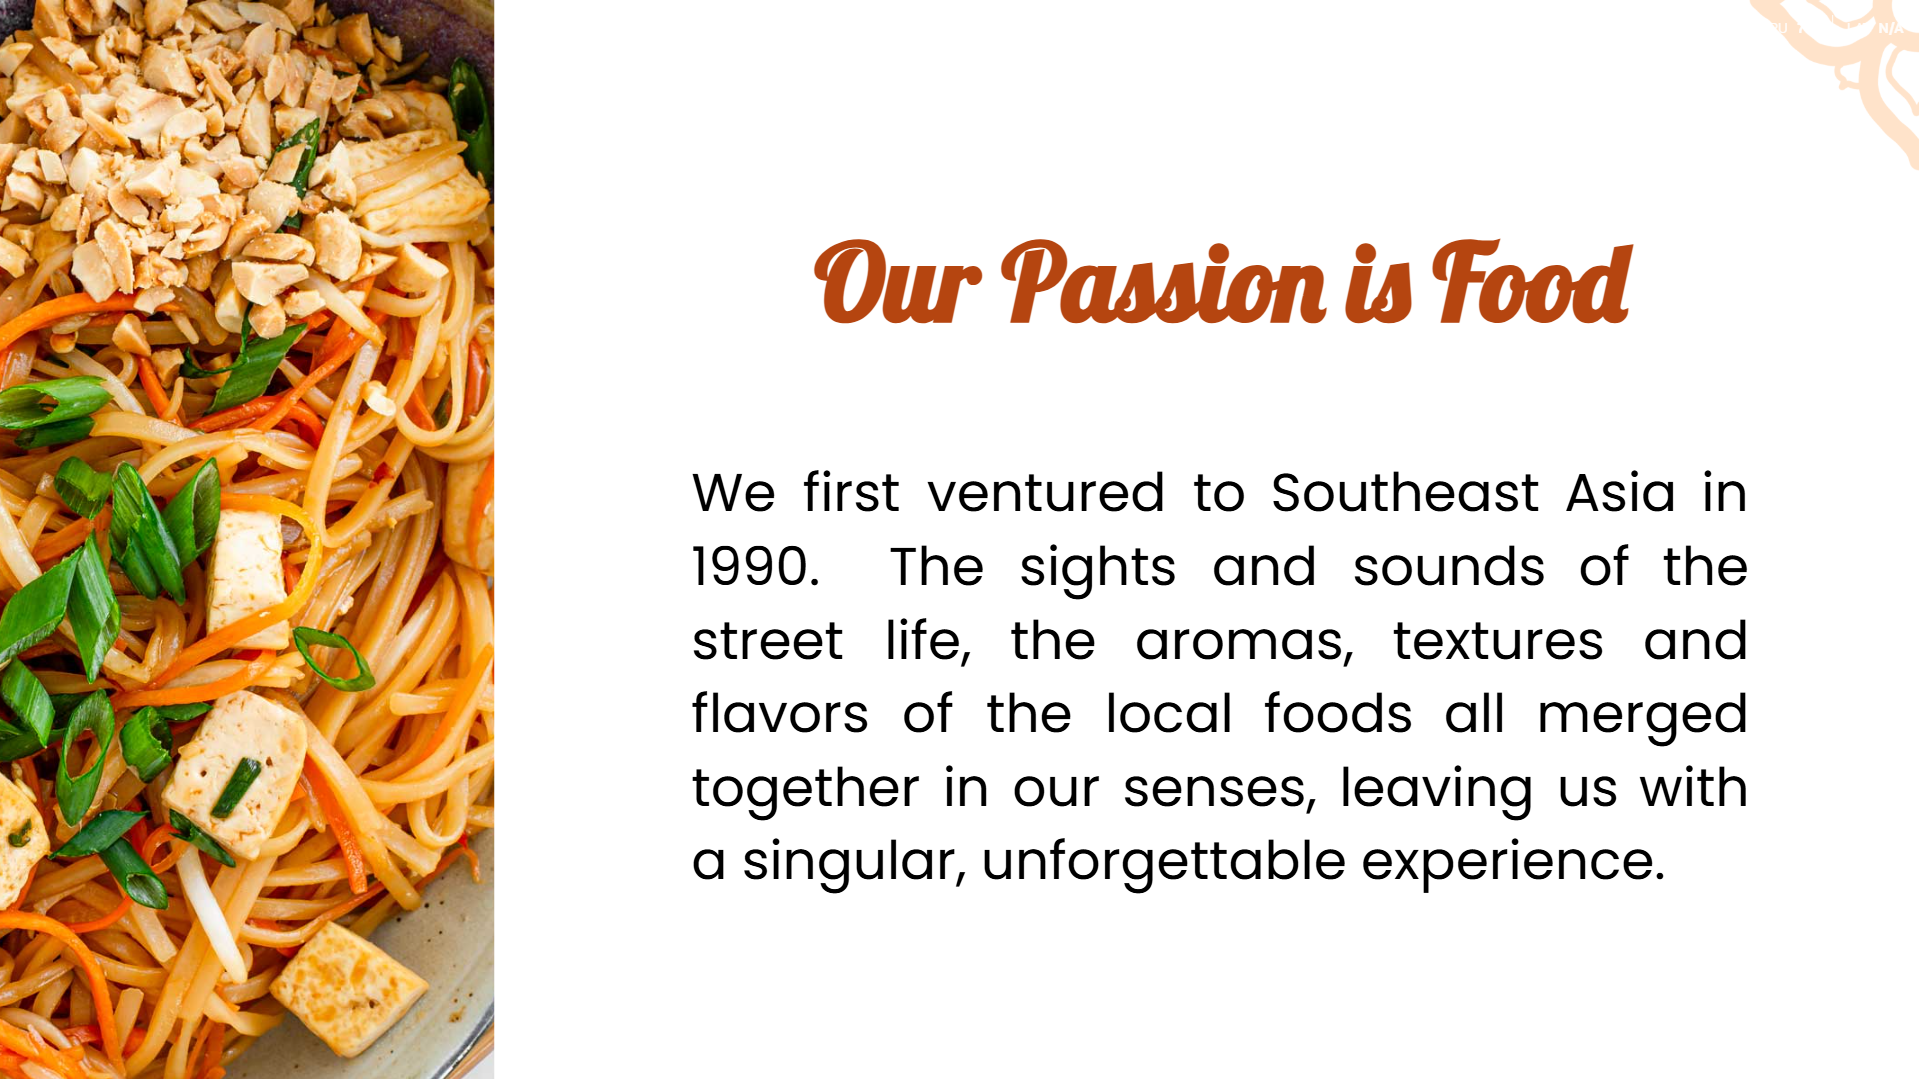 Our Passion is Food
We first ventured to Southeast Asia in
1990.  The sights and sounds of the
street life, the aromas, textures and
flavors of the local foods all merged
together in our senses, leaving us with
a singular, unforgettable experience.
N/A